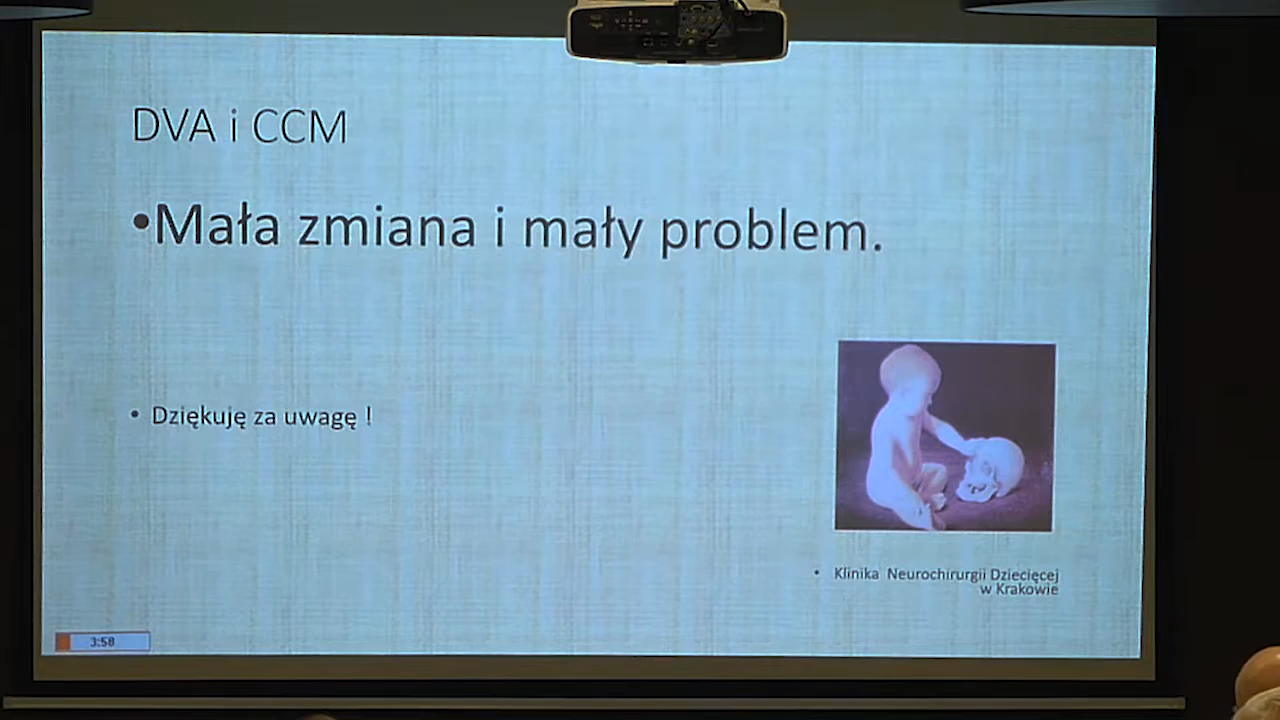 DVA i CCM
•Mała zmiana i mały problem.
• Dziękuję za uwagę !
• Klinika Neurochirurgii Dziecięcej
w Krakowie
3:58